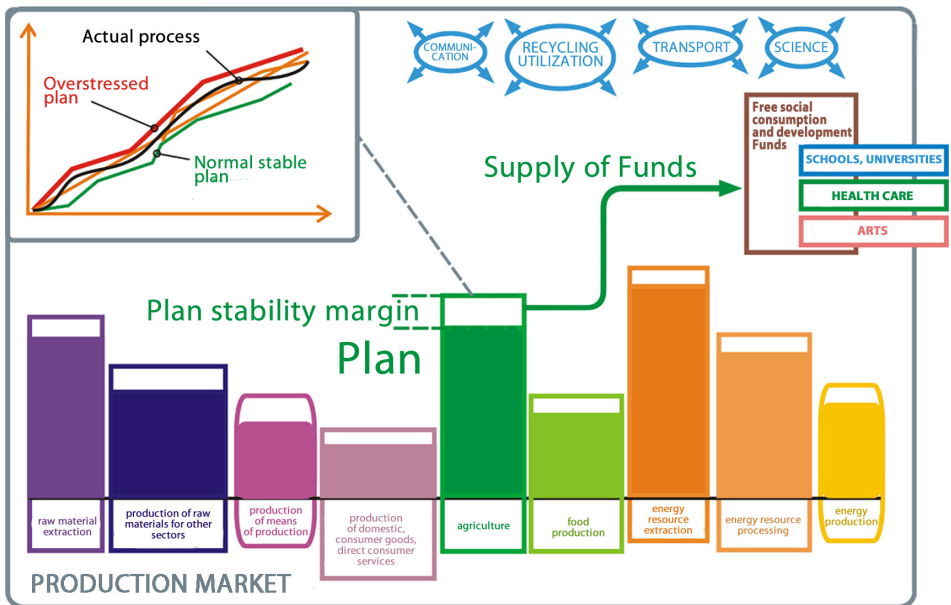 Actual process
Overstressed
plan
Normal stable
plan
COMMUNI-
CATION
RECYCLING
UTILIZATION
TRANSPORT
SCIENCE
Free social
consumption
and development
Funds
SCHOOLS, UNIVERSITIES
HEALTH CARE
ARTS
Supply of Funds
Plan stability margin
Plan
raw material
extraction
production of raw
materials for other
sectors
production
of means
of production
production
of domestic,
consumer goods,
direct consumer
services
agriculture
food
production
energy
resource
extraction
energy resource
processing
energy
production
PRODUCTION MARKET